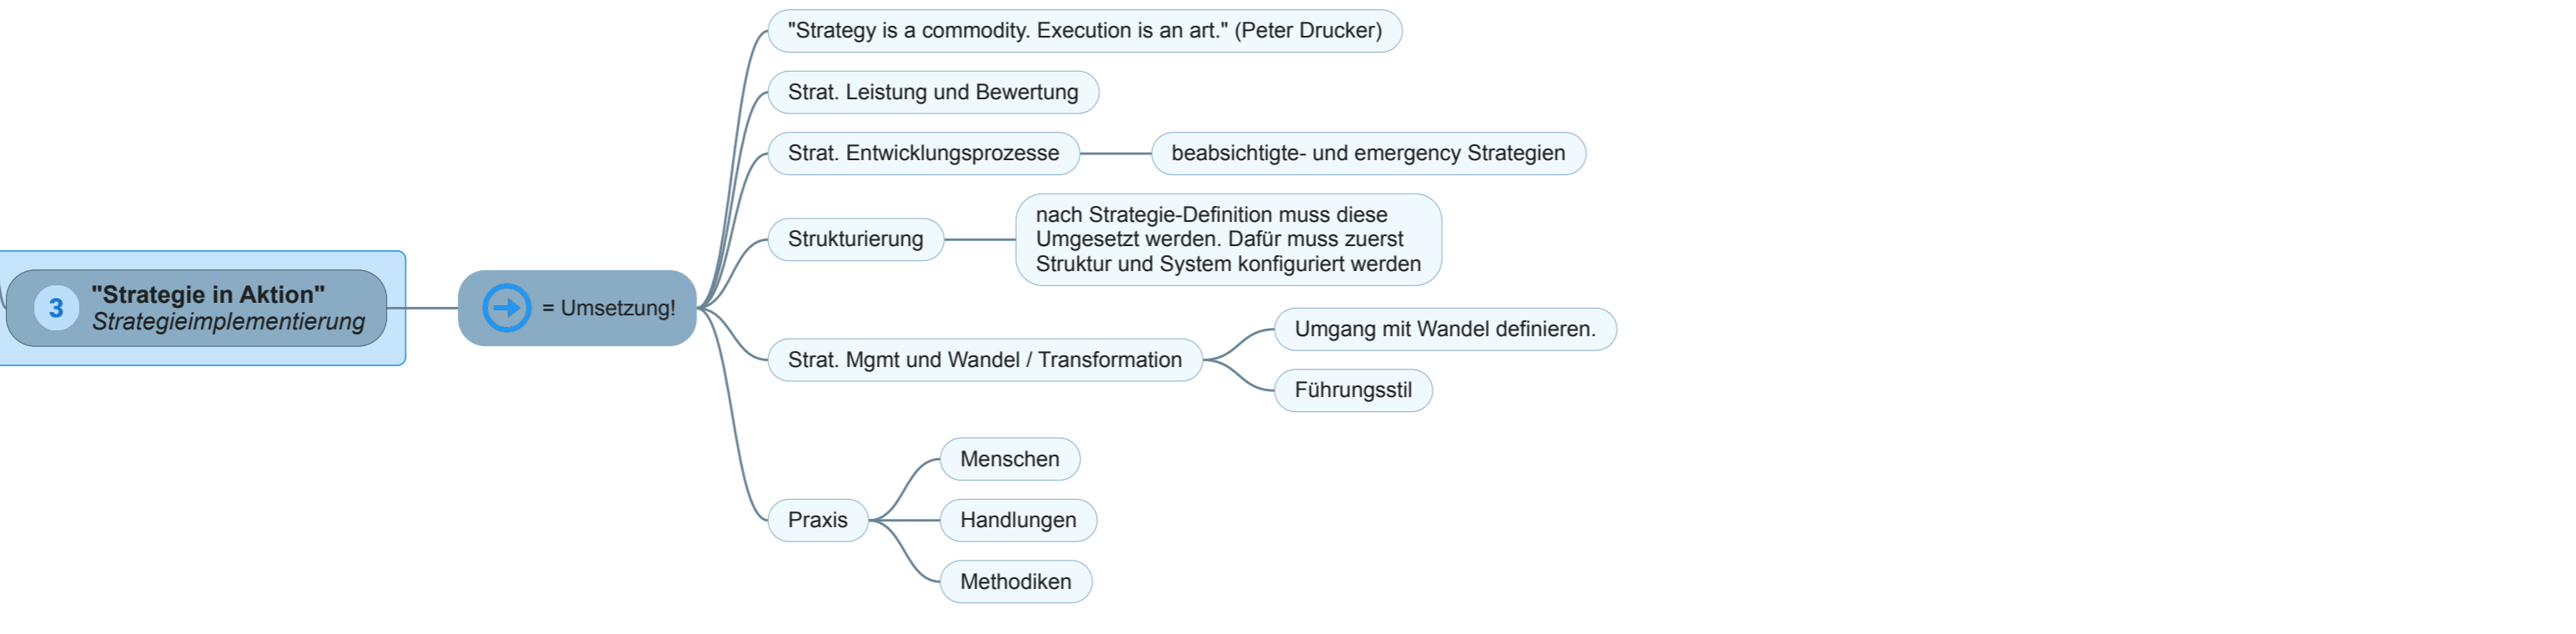 "Strategy is a commodity. Execution is an art." (Peter Drucker)
Strat. Leistung und Bewertung
Strat. Entwicklungsprozesse
beabsichtigte- und emergency Strategien
Strukturierung
nach Strategie-Definition muss diese
Umgesetzt werden. Dafür muss zuerst
Struktur und System konfiguriert werden
3
"Strategie in Aktion"
Strategieimplementierung
= Umsetzung!
Strat. Mgmt und Wandel / Transformation
Umgang mit Wandel definieren.
Führungsstil
Praxis
Menschen
Handlungen
Methodiken